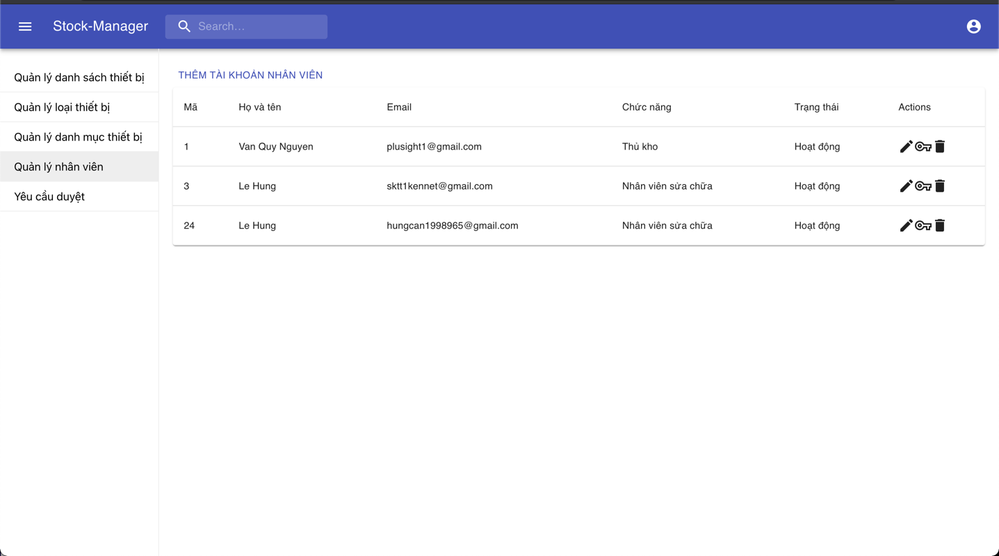 Stock-Manager Search...
Quản lý danh sách thiết bị
Quản lý loại thiết bị
Quản lý danh mục thiết bị
Quản lý nhân viên
Yêu cầu duyệt
THÊM TÀI KHOẢN NHÂN VIÊN
Mã Họ và tên Email Chức năng Trạng thái Actions
1 Van Quy Nguyen plusight1@gmail.com Thủ kho Hoạt động
3 Le Hung sktt1kennet@gmail.com Nhân viên sửa chữa Hoạt động
24 Le Hung hungcan1998965@gmail.com Nhân viên sửa chữa Hoạt động